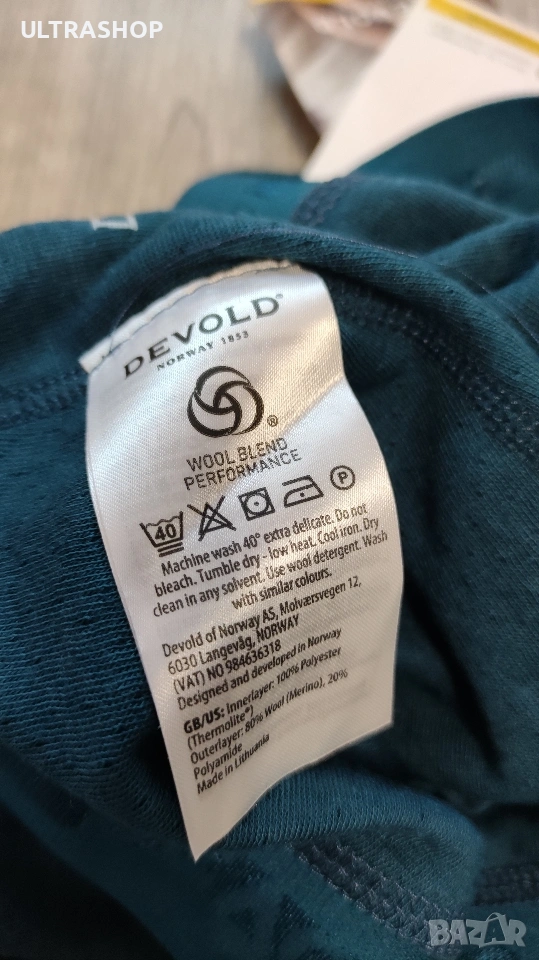 Снимка от
ULTRASHOP
DEVOLD®
NORWAY 1853
®
WOOL BLEND
PERFORMANCE
40
P
Machine wash 40° extra delicate. Do not
bleach. Tumble dry - low heat. Cool iron. Dry
clean in any solvent. Use wool detergent. Wash
with similar colours.
Devold of Norway AS, Molværsvegen 12,
6030 Langevåg, NORWAY
(VAT) NO 984636318
Designed and developed in Norway
GB/US: Innerlayer: 100% Polyester
(Thermolite®)
Outerlayer: 80% Wool (Merino), 20%
Polyamide
Made in Lithuania
BAZAR